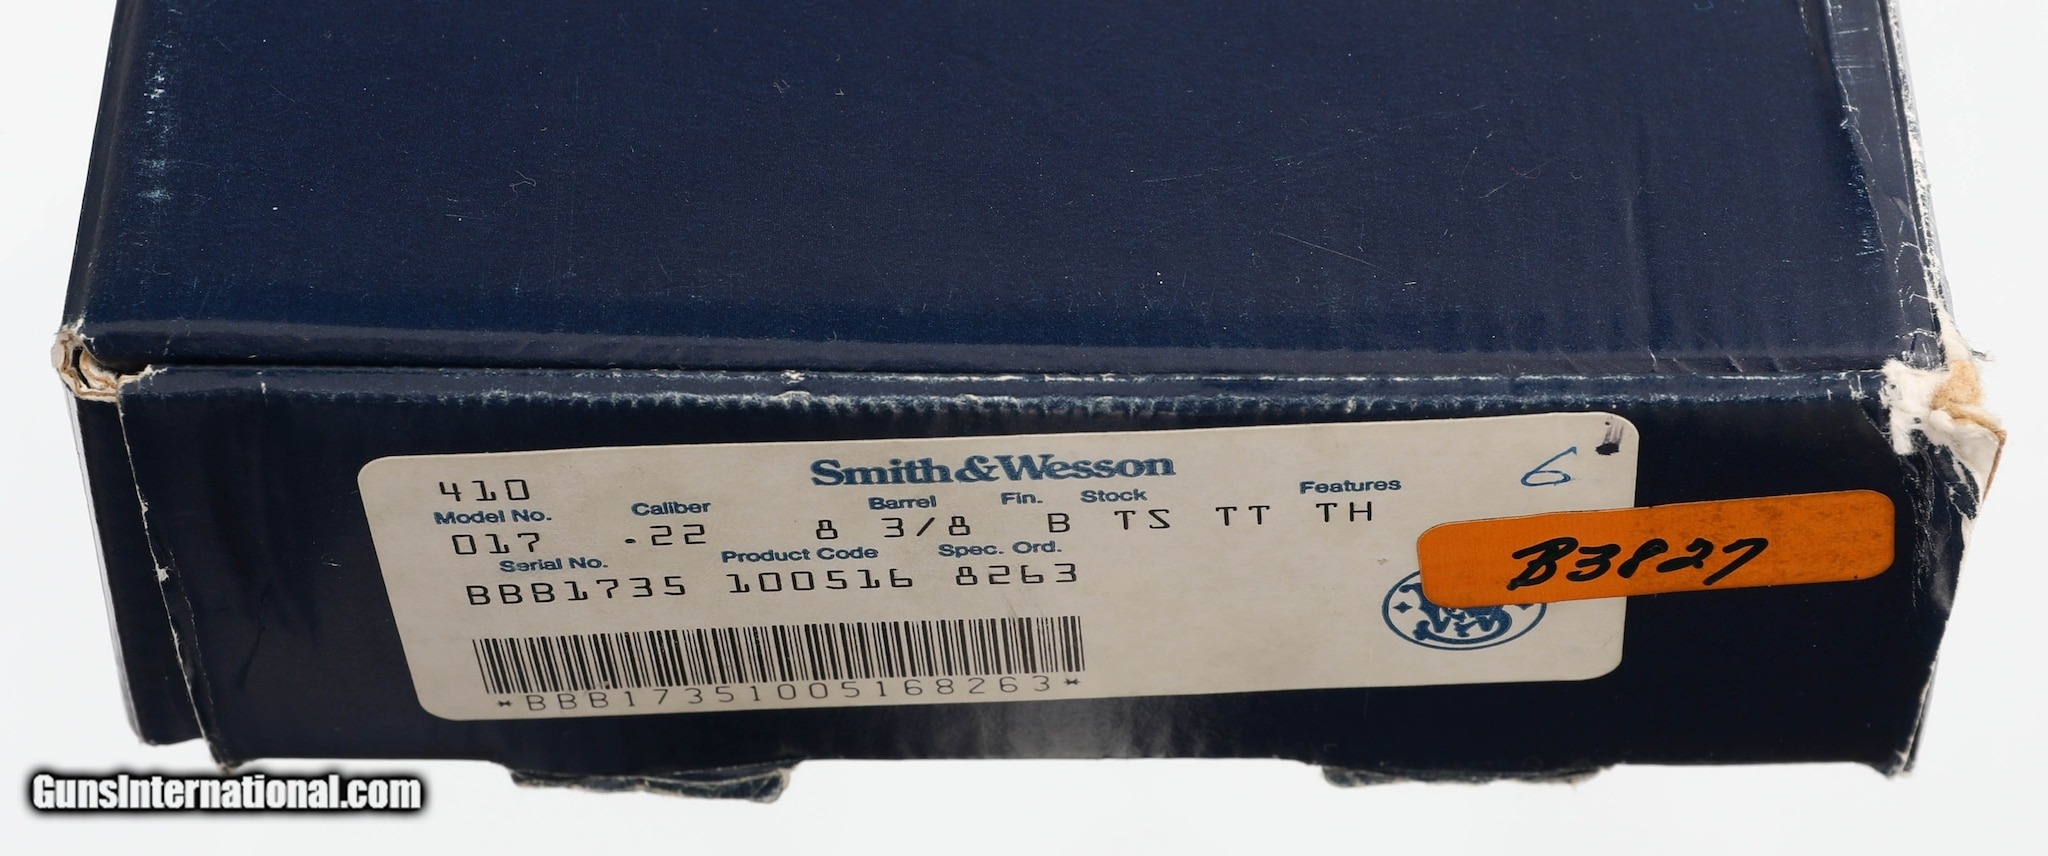 Smith & Wesson
6
410
Model No. Caliber Barrel Fin. Stock Features
017 .22 8 3/8 B TS TT TH
Serial No. Product Code Spec. Ord.
BBB1735 100516 8263
B3827
*BBB17351005168263*
GunsInternational.com